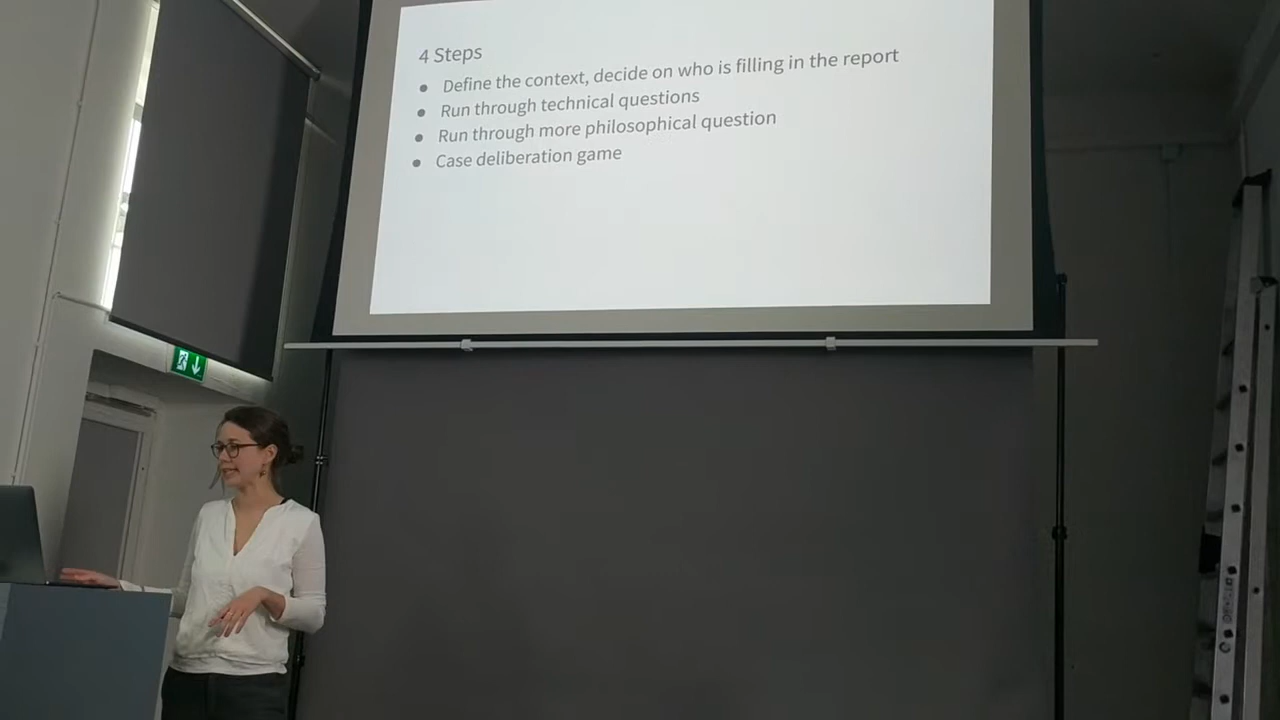 4 Steps
Define the context, decide on who is filling in the report
Run through technical questions
Run through more philosophical question
Case deliberation game